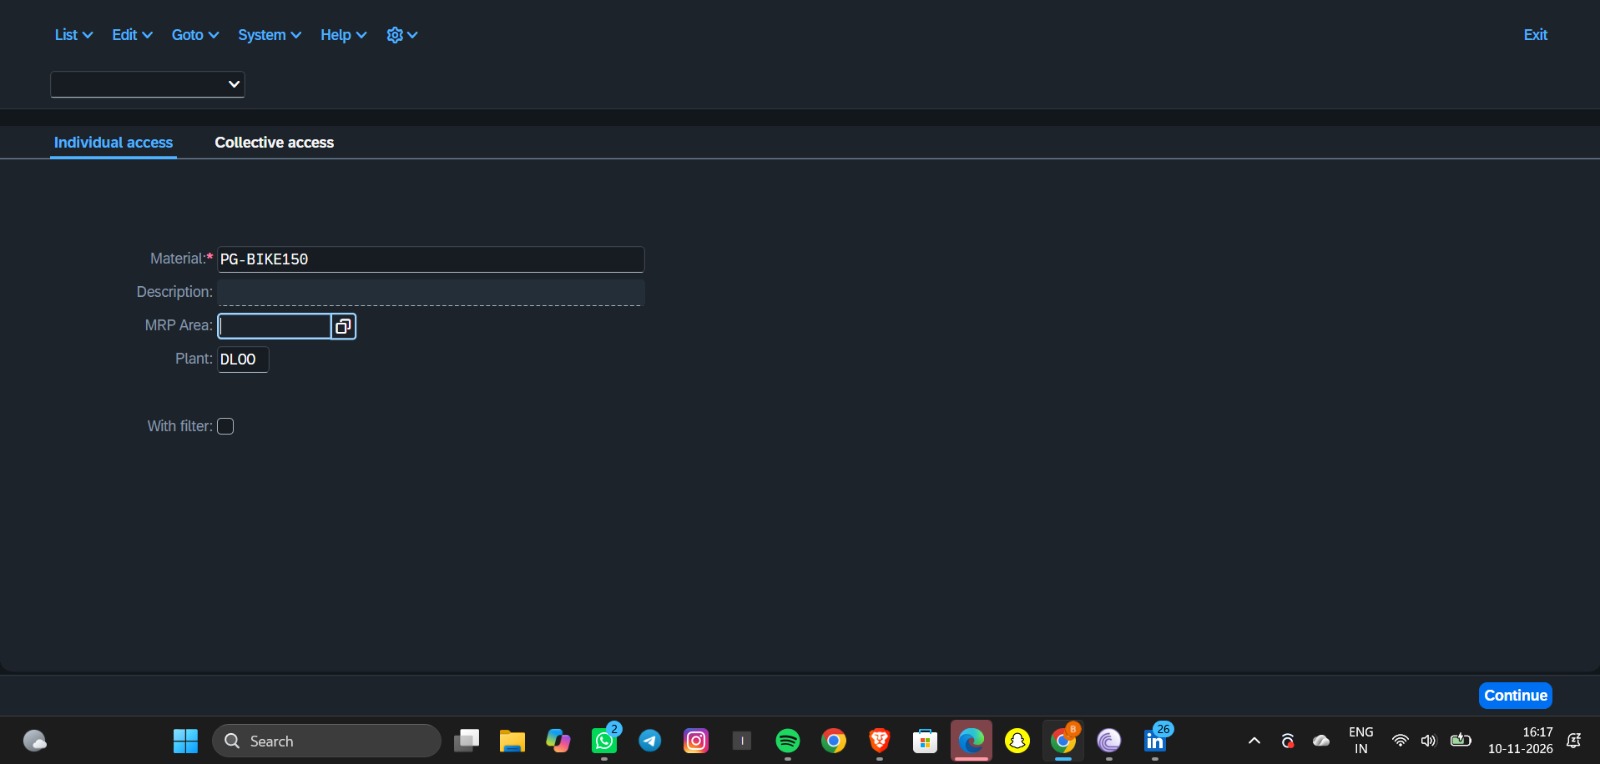 List Edit Goto System Help Exit
Individual access Collective access
Material:* PG-BIKE150
Description:
MRP Area:
Plant: DL00
With filter:
Continue
Search
2
8
26
ENG
IN
16:17
10-11-2026